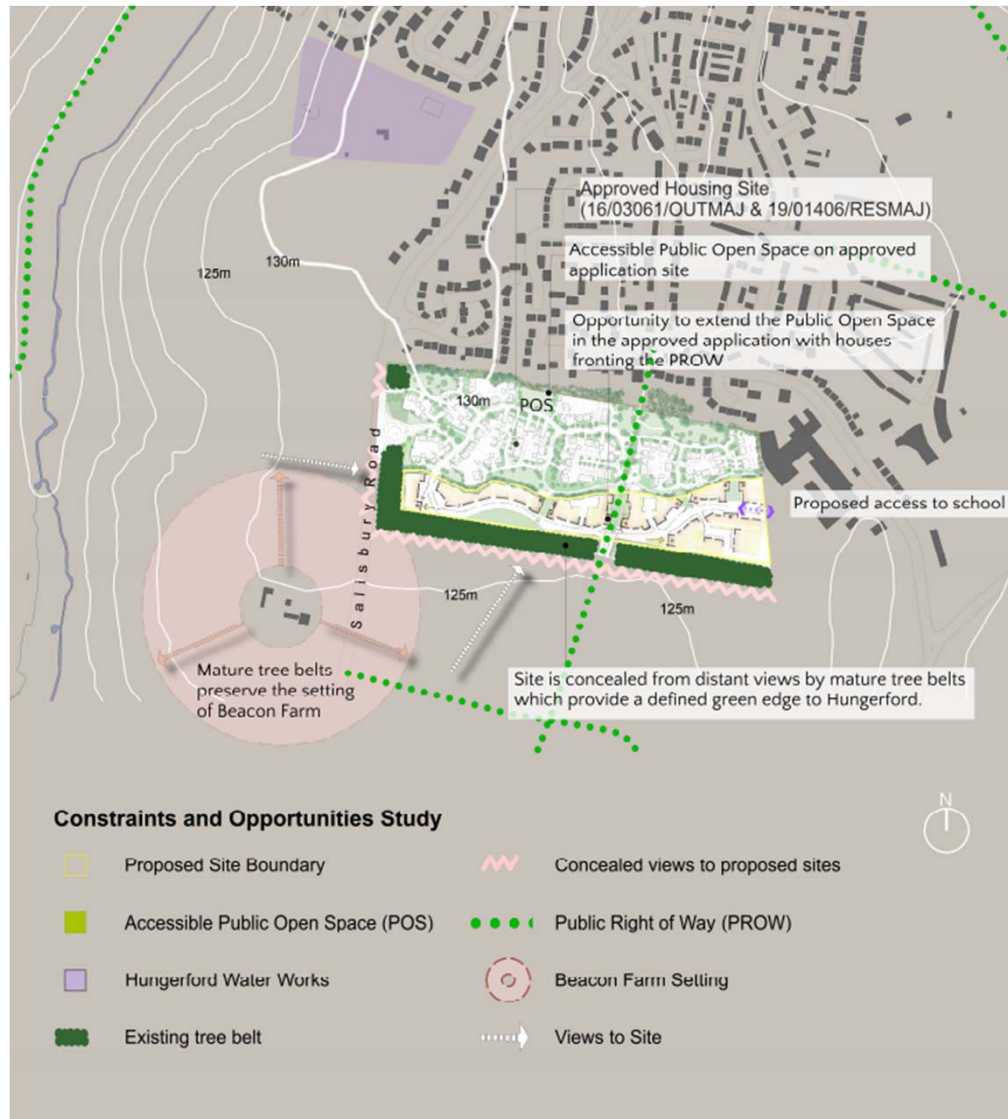 Approved Housing Site
(16/03061/OUTMAJ & 19/01406/RESMAJ)
Accessible Public Open Space on approved
application site
Opportunity to extend the Public Open Space
in the approved application with houses
fronting the PROW
130m
125m
130m
POS
Salisbury Road
Proposed access to school
125m
125m
Mature tree belts
preserve the setting
of Beacon Farm
Site is concealed from distant views by mature tree belts
which provide a defined green edge to Hungerford.
N
Constraints and Opportunities Study
Proposed Site Boundary
Concealed views to proposed sites
Accessible Public Open Space (POS)
Public Right of Way (PROW)
Hungerford Water Works
Beacon Farm Setting
Existing tree belt
Views to Site